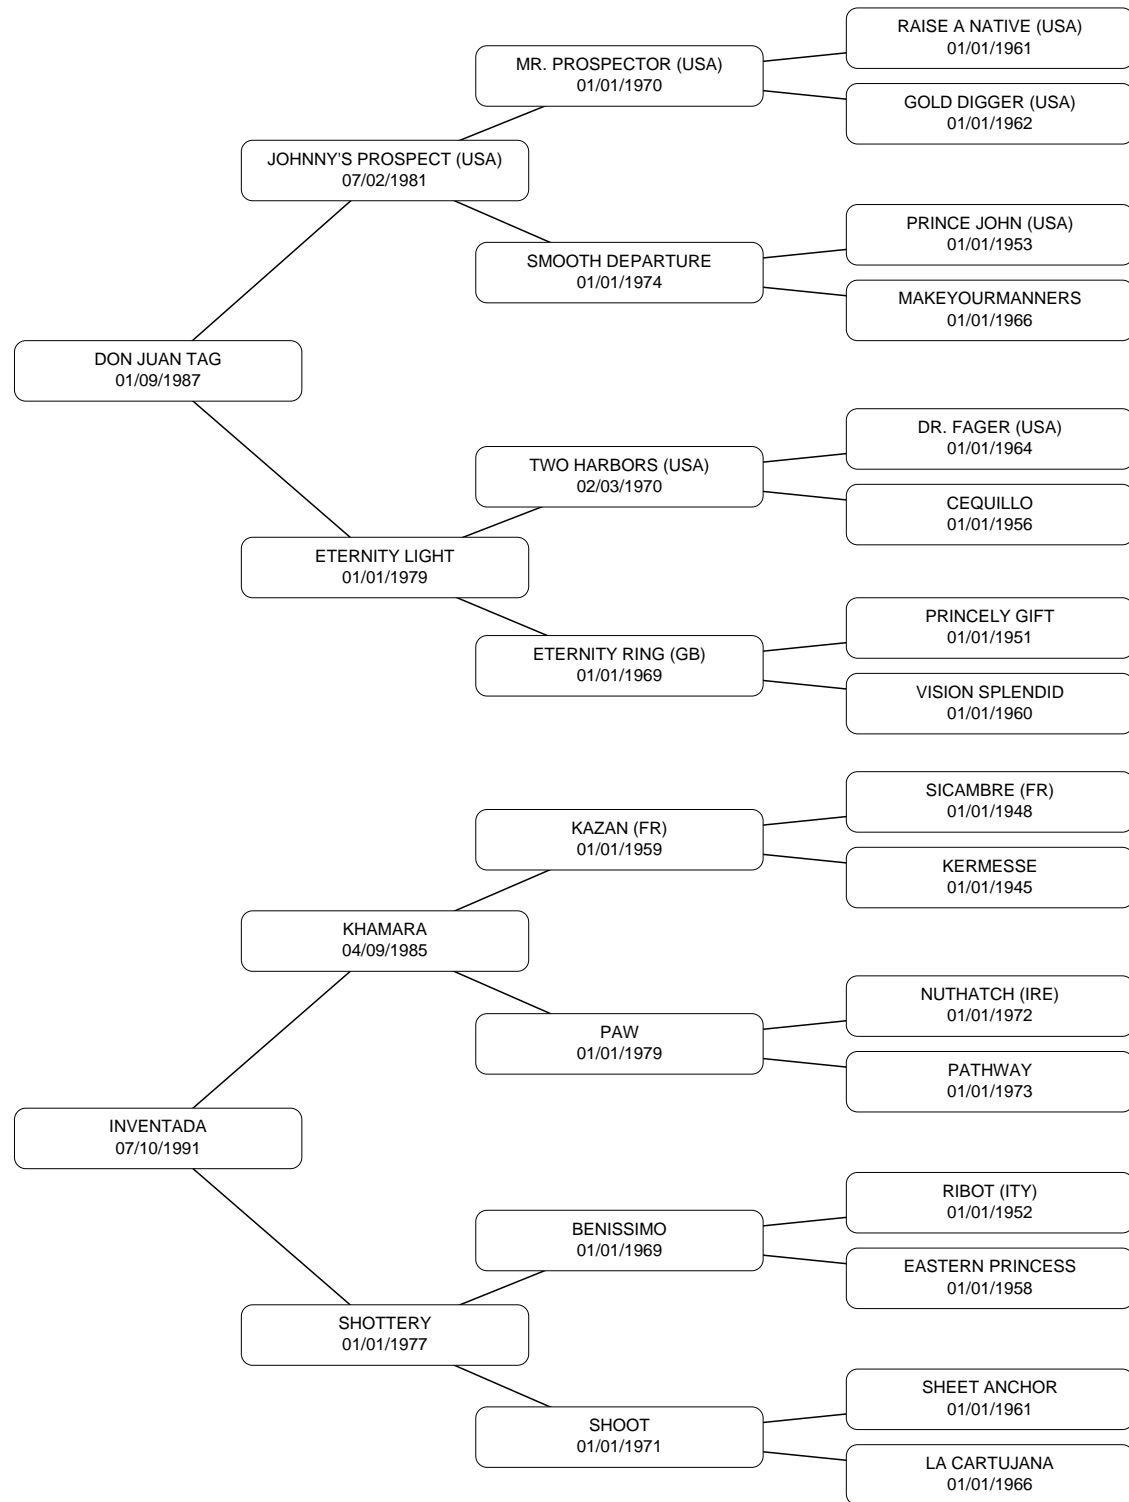 RAISE A NATIVE (USA)
01/01/1961
MR. PROSPECTOR (USA)
01/01/1970
GOLD DIGGER (USA)
01/01/1962
JOHNNY'S PROSPECT (USA)
07/02/1981
PRINCE JOHN (USA)
01/01/1953
SMOOTH DEPARTURE
01/01/1974
MAKEYOURMANNERS
01/01/1966
DON JUAN TAG
01/09/1987
DR. FAGER (USA)
01/01/1964
TWO HARBORS (USA)
02/03/1970
CEQUILLO
01/01/1956
ETERNITY LIGHT
01/01/1979
PRINCELY GIFT
01/01/1951
ETERNITY RING (GB)
01/01/1969
VISION SPLENDID
01/01/1960
SICAMBRE (FR)
01/01/1948
KAZAN (FR)
01/01/1959
KERMESSE
01/01/1945
KHAMARA
04/09/1985
NUTHATCH (IRE)
01/01/1972
PAW
01/01/1979
PATHWAY
01/01/1973
INVENTADA
07/10/1991
RIBOT (ITY)
01/01/1952
BENISSIMO
01/01/1969
EASTERN PRINCESS
01/01/1958
SHOTTERY
01/01/1977
SHEET ANCHOR
01/01/1961
SHOOT
01/01/1971
LA CARTUJANA
01/01/1966